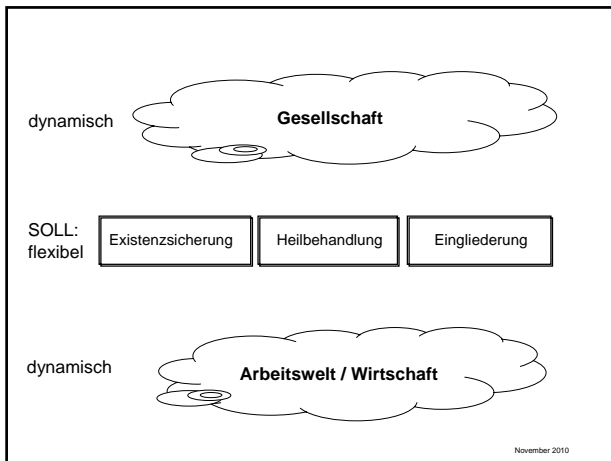 dynamisch
Gesellschaft
SOLL:
flexibel
Existenzsicherung
Heilbehandlung
Eingliederung
dynamisch
Arbeitswelt / Wirtschaft
November 2010